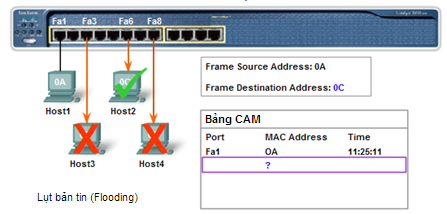 Fa1 Fa3 Fa6 Fa8
0A 0C
Host1 Host2
Host3 Host4
Lụt bản tin (Flooding)
Frame Source Address: 0A
Frame Destination Address: 0C
Bảng CAM
Port MAC Address Time
Fa1 OA 11:25:11
?